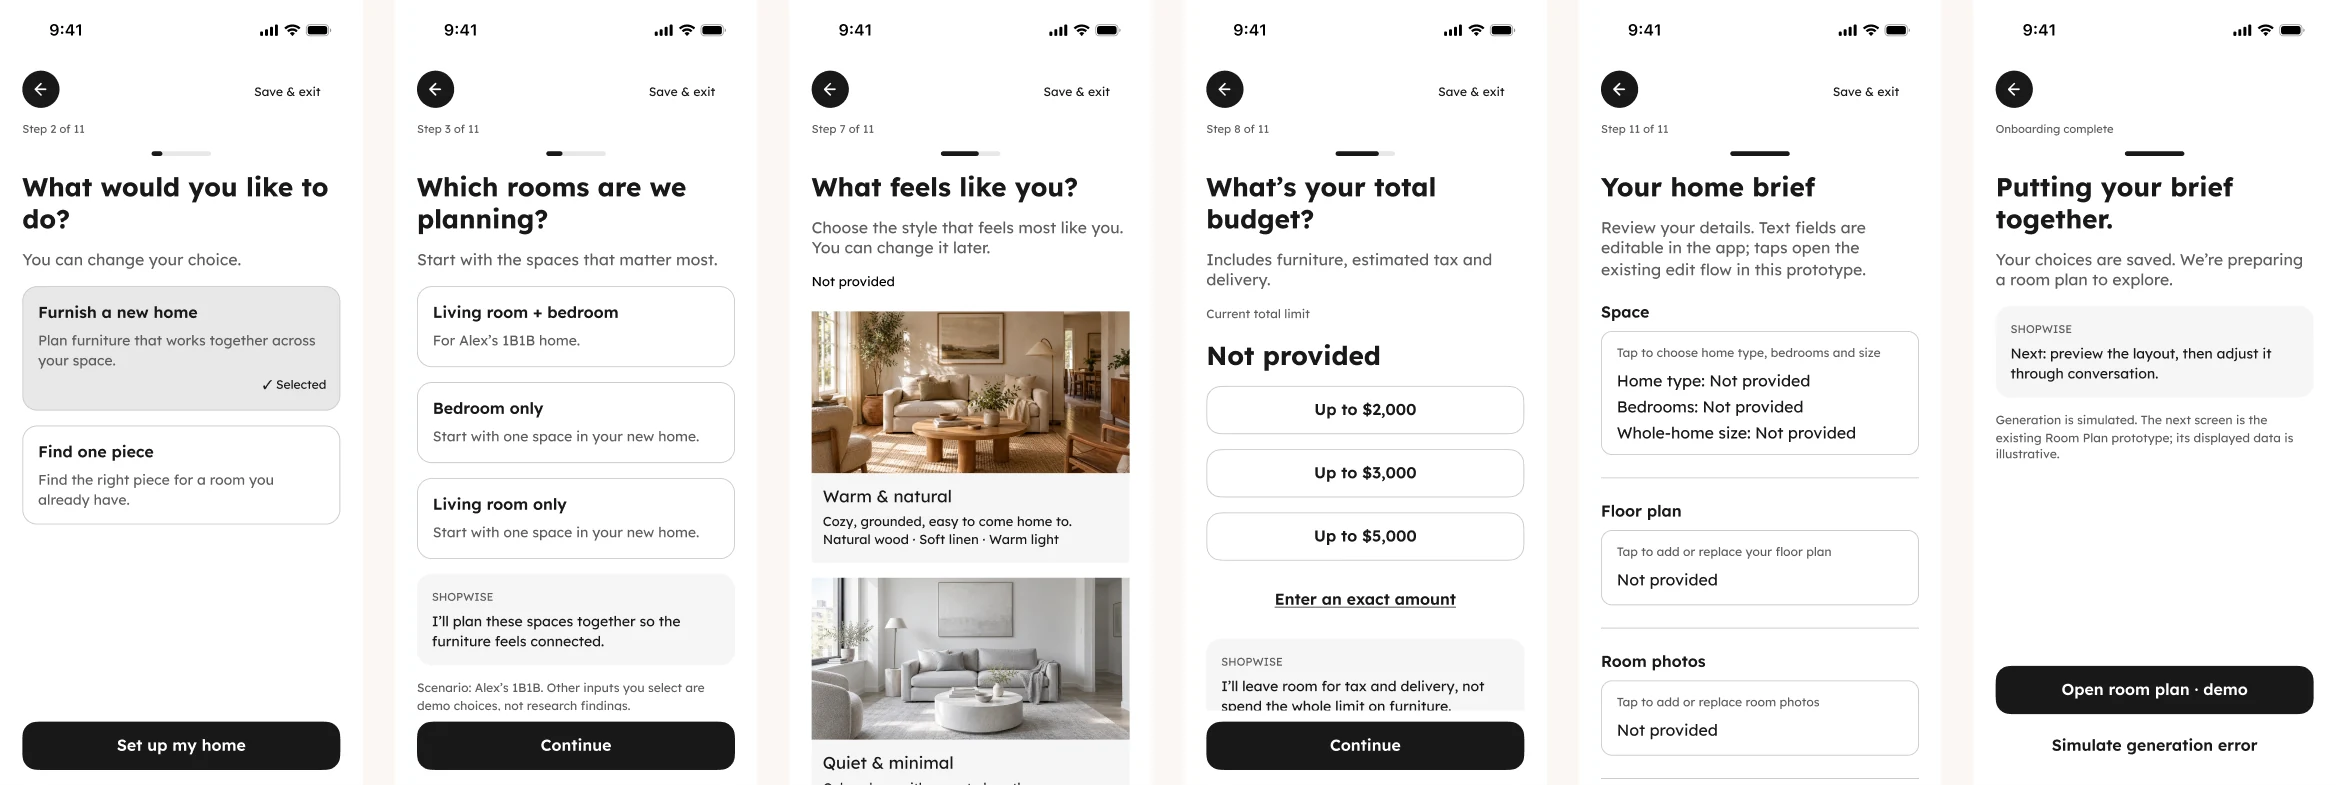 9:41
Save & exit
Step 2 of 11
What would you like to
do?
You can change your choice.
Furnish a new home
Plan furniture that works together across
your space.
✓ Selected
Find one piece
Find the right piece for a room you
already have.
Set up my home
9:41
Save & exit
Step 3 of 11
Which rooms are we
planning?
Start with the spaces that matter most.
Living room + bedroom
For Alex’s 1B1B home.
Bedroom only
Start with one space in your new home.
Living room only
Start with one space in your new home.
SHOPWISE
I’ll plan these spaces together so the
furniture feels connected.
Scenario: Alex’s 1B1B. Other inputs you select are
demo choices, not research findings.
Continue
9:41
Save & exit
Step 7 of 11
What feels like you?
Choose the style that feels most like you.
You can change it later.
Not provided
Warm & natural
Cozy, grounded, easy to come home to.
Natural wood · Soft linen · Warm light
Quiet & minimal
9:41
Save & exit
Step 8 of 11
What’s your total
budget?
Includes furniture, estimated tax and
delivery.
Current total limit
Not provided
Up to $2,000
Up to $3,000
Up to $5,000
Enter an exact amount
SHOPWISE
I’ll leave room for tax and delivery, not
spend the whole limit on furniture.
Continue
9:41
Save & exit
Step 11 of 11
Your home brief
Review your details. Text fields are
editable in the app; taps open the
existing edit flow in this prototype.
Space
Tap to choose home type, bedrooms and size
Home type: Not provided
Bedrooms: Not provided
Whole-home size: Not provided
Floor plan
Tap to add or replace your floor plan
Not provided
Room photos
Tap to add or replace room photos
Not provided
9:41
Onboarding complete
Putting your brief
together.
Your choices are saved. We’re preparing
a room plan to explore.
SHOPWISE
Next: preview the layout, then adjust it
through conversation.
Generation is simulated. The next screen is the
existing Room Plan prototype; its displayed data is
illustrative.
Open room plan · demo
Simulate generation error